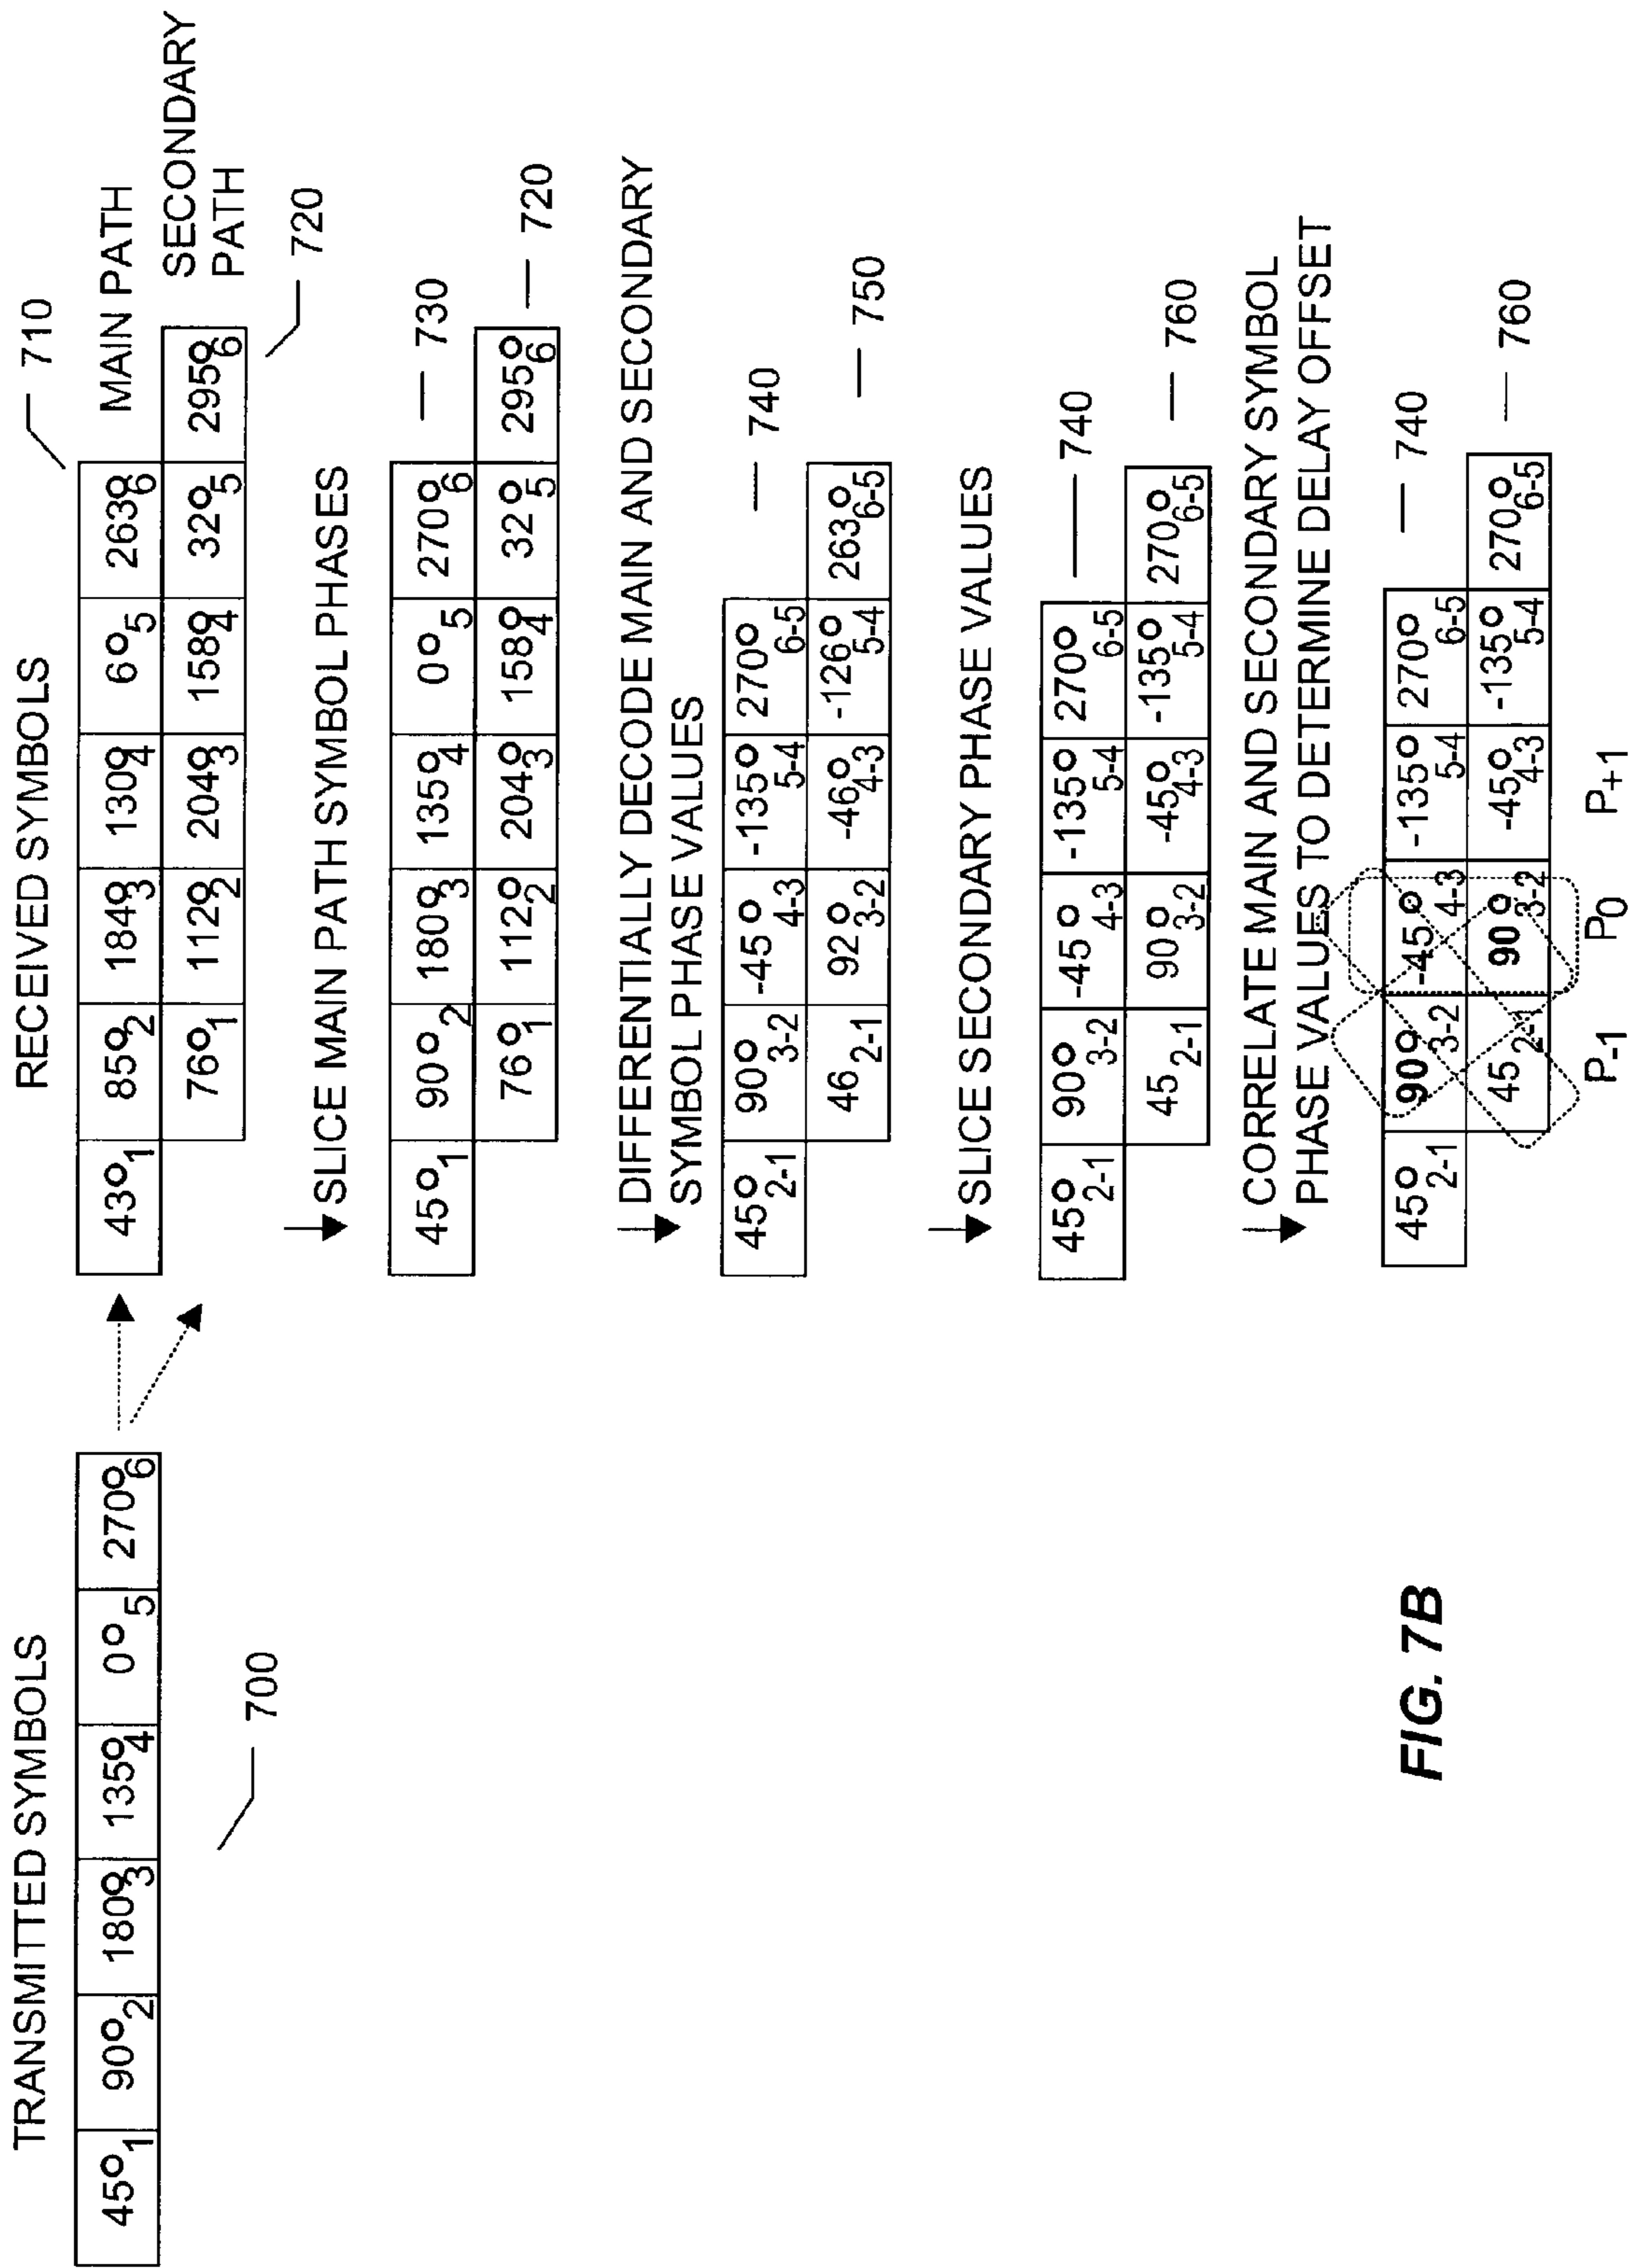 TRANSMITTED SYMBOLS
45°1 90°2 180°3 135°4 0°5 270°6
700
RECEIVED SYMBOLS
710
43°1 85°2 184°3 130°4 6°5 263°6 MAIN PATH
76°1 112°2 204°3 158°4 32°5 295°6 SECONDARY
PATH
720
SLICE MAIN PATH SYMBOL PHASES
45°1 90°2 180°3 135°4 0°5 270°6 730
76°1 112°2 204°3 158°4 32°5 295°6 720
DIFFERENTIALLY DECODE MAIN AND SECONDARY
SYMBOL PHASE VALUES
45°2-1 90°3-2 -45°4-3 -135°5-4 270°6-5 740
46 2-1 92°3-2 -46°4-3 -126°5-4 263°6-5 750
SLICE SECONDARY PHASE VALUES
45°2-1 90°3-2 -45°4-3 -135°5-4 270°6-5 740
45 2-1 90°3-2 -45°4-3 -135°5-4 270°6-5 760
CORRELATE MAIN AND SECONDARY SYMBOL
PHASE VALUES TO DETERMINE DELAY OFFSET
45°2-1 90°3-2 -45°4-3 -135°5-4 270°6-5 740
45 2-1 90°3-2 -45°4-3 -135°5-4 270°6-5 760
P-1 P0 P+1
FIG. 7B